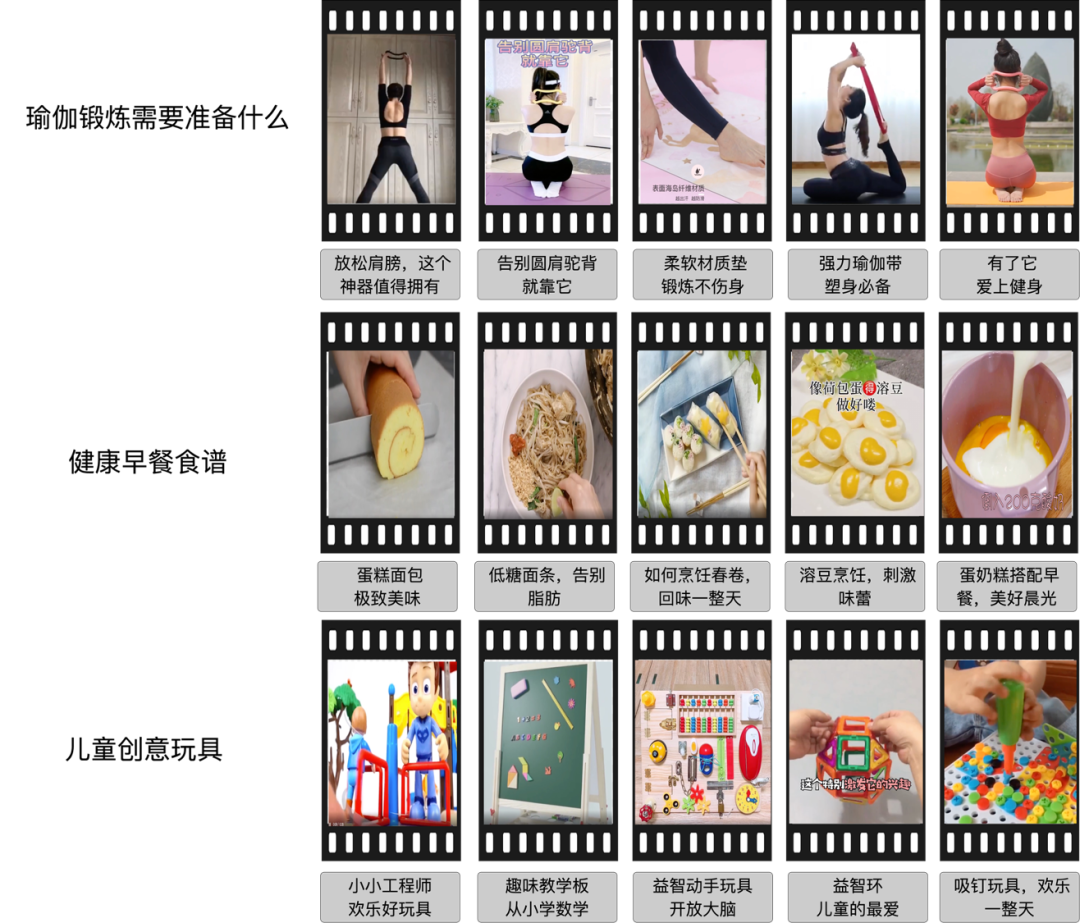 瑜伽锻炼需要准备什么
告别圆肩驼背
就靠它
表面海岛纤维材质
放松肩膀，这个
神器值得拥有
告别圆肩驼背
就靠它
柔软材质垫
锻炼不伤身
强力瑜伽带
塑身必备
有了它
爱上健身
健康早餐食谱
像荷包蛋得溶豆
做好喽
蛋糕面包
极致美味
低糖面条，告别
脂肪
如何烹饪春卷，
回味一整天
溶豆烹饪，刺激
味蕾
蛋奶糕搭配早
餐，美好晨光
儿童创意玩具
这个特别激发它的兴趣
小小工程师
欢乐好玩具
趣味教学板
从小学数学
益智动手玩具
开放大脑
益智环
儿童的最爱
吸钉玩具，欢乐
一整天